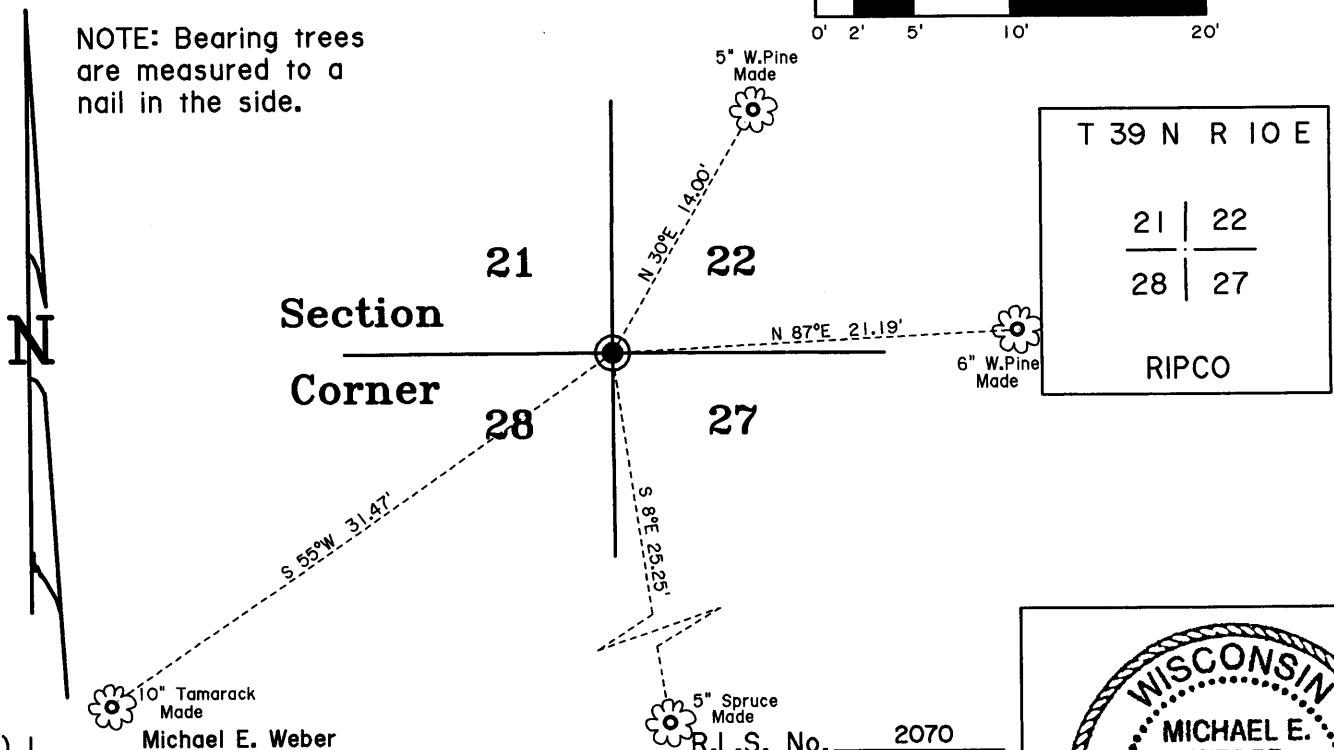 0' 2' 5' 10' 20'
NOTE: Bearing trees
are measured to a
nail in the side.
5" W.Pine
Made
T 39 N R 10 E
21 22
28 27
RIPCO
N
N 30°E 14.00'
21
22
Section
Corner
N 87°E 21.19'
6" W.Pine
Made
28
27
S 55°W 31.47'
S 8°E 25.25'
10" Tamarack
Made
5" Spruce
Made
Michael E. Weber
R.L.S. No. 2070
WISCONSIN
MICHAEL E.